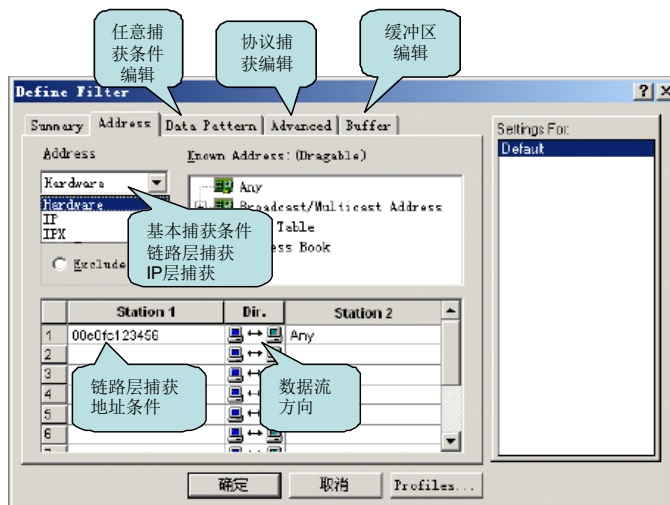 任意捕
获条件
编辑
协议捕
获编辑
缓冲区
编辑
Define Filter
Summary Address Data Pattern Advanced Buffer
Address
Known Address: (Dragable)
Settings For:
Default
Hardware
Hardware
IP
IPX
Exclude
Any
Broadcast/Multicast Address
Table
ess Book
基本捕获条件
链路层捕获
IP层捕获
Station 1 Dir. Station 2
1 00e0fc123456 Any
2
3
4
5
6
链路层捕获
地址条件
数据流
方向
确定 取消 Profiles...